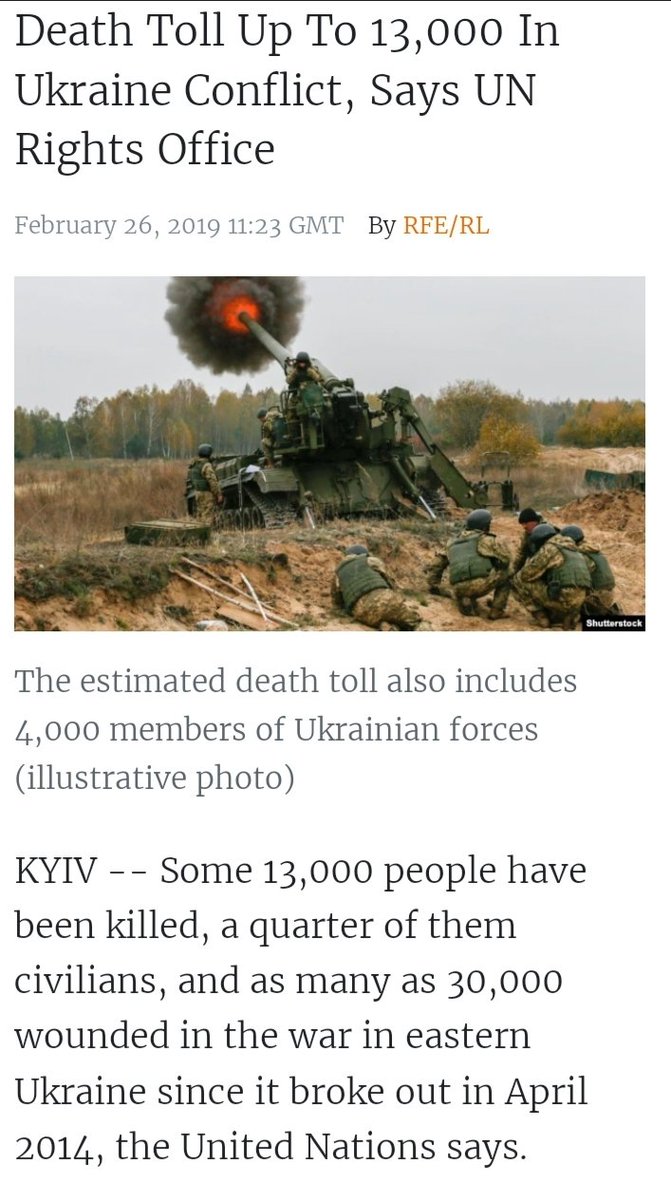 Death Toll Up To 13,000 In
Ukraine Conflict, Says UN
Rights Office
February 26, 2019 11:23 GMT By RFE/RL
Shutterstock
The estimated death toll also includes
4,000 members of Ukrainian forces
(illustrative photo)
KYIV -- Some 13,000 people have
been killed, a quarter of them
civilians, and as many as 30,000
wounded in the war in eastern
Ukraine since it broke out in April
2014, the United Nations says.